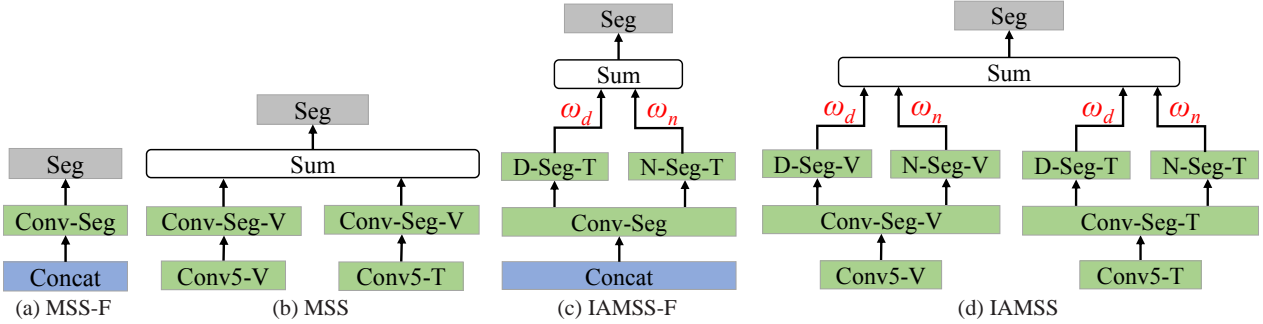 Seg
Conv-Seg
Concat
(a) MSS-F
Seg
Sum
Conv-Seg-V Conv-Seg-V
Conv5-V Conv5-T
(b) MSS
Seg
Sum
ω_d ω_n
D-Seg-T N-Seg-T
Conv-Seg
Concat
(c) IAMSS-F
Seg
Sum
ω_d ω_n ω_d ω_n
D-Seg-V N-Seg-V D-Seg-T N-Seg-T
Conv-Seg-V Conv-Seg-T
Conv5-V Conv5-T
(d) IAMSS